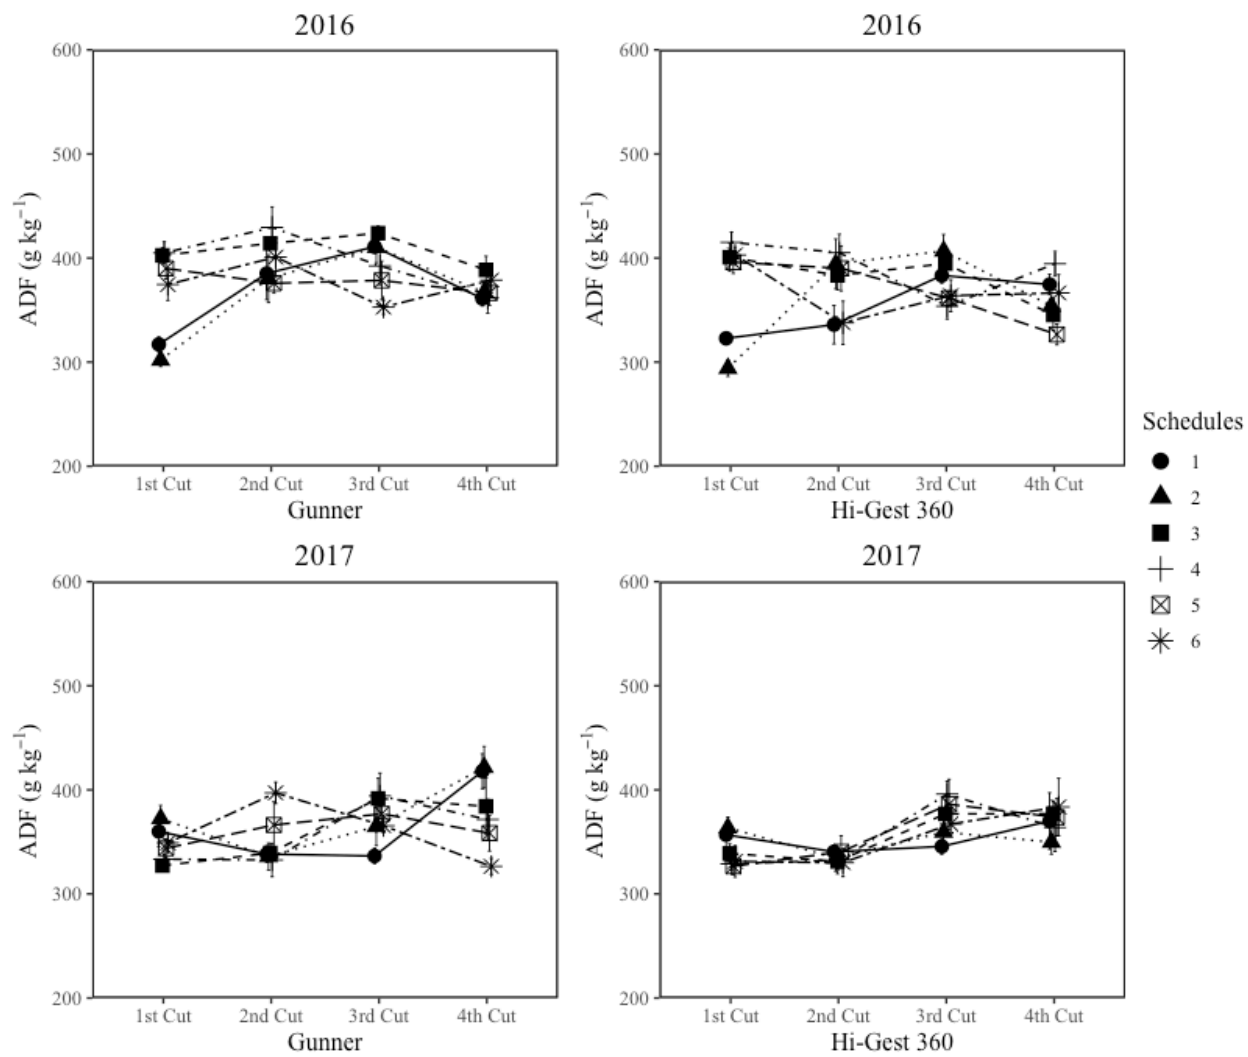 2016
600
500
400
300
200
ADF (g kg⁻¹)
1st Cut 2nd Cut 3rd Cut 4th Cut
Gunner
2016
600
500
400
300
200
ADF (g kg⁻¹)
1st Cut 2nd Cut 3rd Cut 4th Cut
Hi-Gest 360
2017
600
500
400
300
200
ADF (g kg⁻¹)
1st Cut 2nd Cut 3rd Cut 4th Cut
Gunner
2017
600
500
400
300
200
ADF (g kg⁻¹)
1st Cut 2nd Cut 3rd Cut 4th Cut
Hi-Gest 360
Schedules
1
2
3
4
5
6